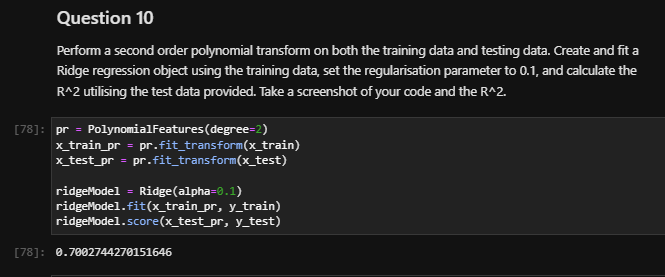 Question 10
Perform a second order polynomial transform on both the training data and testing data. Create and fit a
Ridge regression object using the training data, set the regularisation parameter to 0.1, and calculate the
R^2 utilising the test data provided. Take a screenshot of your code and the R^2.
[78]: pr = PolynomialFeatures(degree=2)
x_train_pr = pr.fit_transform(x_train)
x_test_pr = pr.fit_transform(x_test)
ridgeModel = Ridge(alpha=0.1)
ridgeModel.fit(x_train_pr, y_train)
ridgeModel.score(x_test_pr, y_test)
[78]: 0.7002744270151646